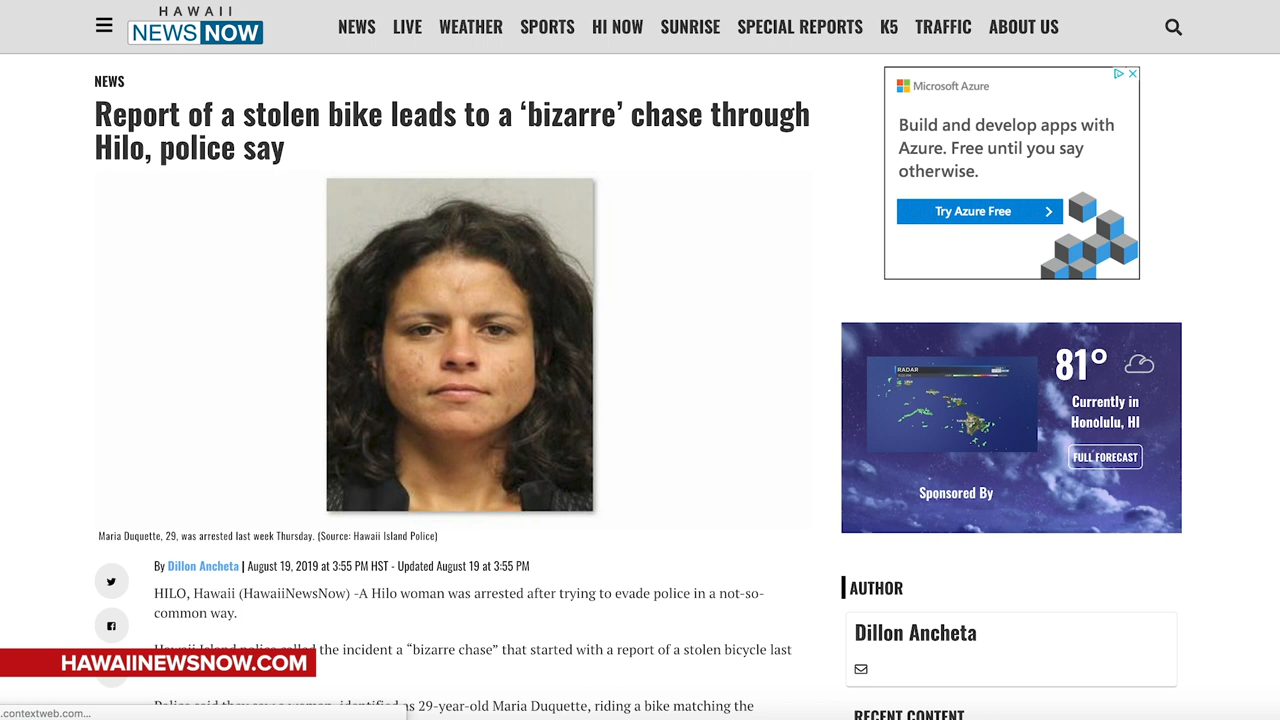 HAWAII
NEWS NOW
NEWS LIVE WEATHER SPORTS HI NOW SUNRISE SPECIAL REPORTS K5 TRAFFIC ABOUT US
NEWS
Report of a stolen bike leads to a ‘bizarre’ chase through
Hilo, police say
Maria Duquette, 29, was arrested last week Thursday. (Source: Hawaii Island Police)
By Dillon Ancheta | August 19, 2019 at 3:55 PM HST - Updated August 19 at 3:55 PM
HILO, Hawaii (HawaiiNewsNow) -A Hilo woman was arrested after trying to evade police in a not-so-
common way.
the incident a “bizarre chase” that started with a report of a stolen bicycle last
HAWAIINEWSNOW.COM
as 29-year-old Maria Duquette, riding a bike matching the
.contextweb.com...
Microsoft Azure
Build and develop apps with
Azure. Free until you say
otherwise.
Try Azure Free
RADAR
81°
Currently in
Honolulu, HI
FULL FORECAST
Sponsored By
AUTHOR
Dillon Ancheta
RECENT CONTENT